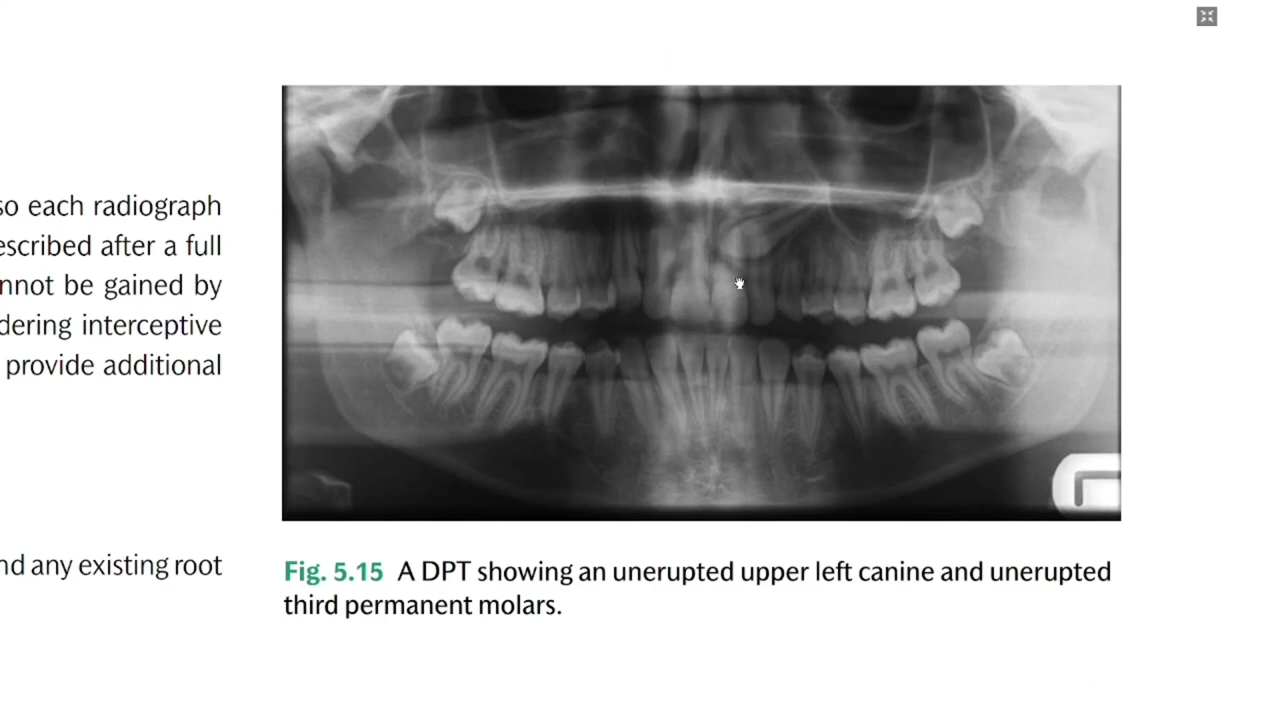 so each radiograph
escribed after a full
nnot be gained by
dering interceptive
provide additional
nd any existing root
Fig. 5.15 A DPT showing an unerupted upper left canine and unerupted
third permanent molars.